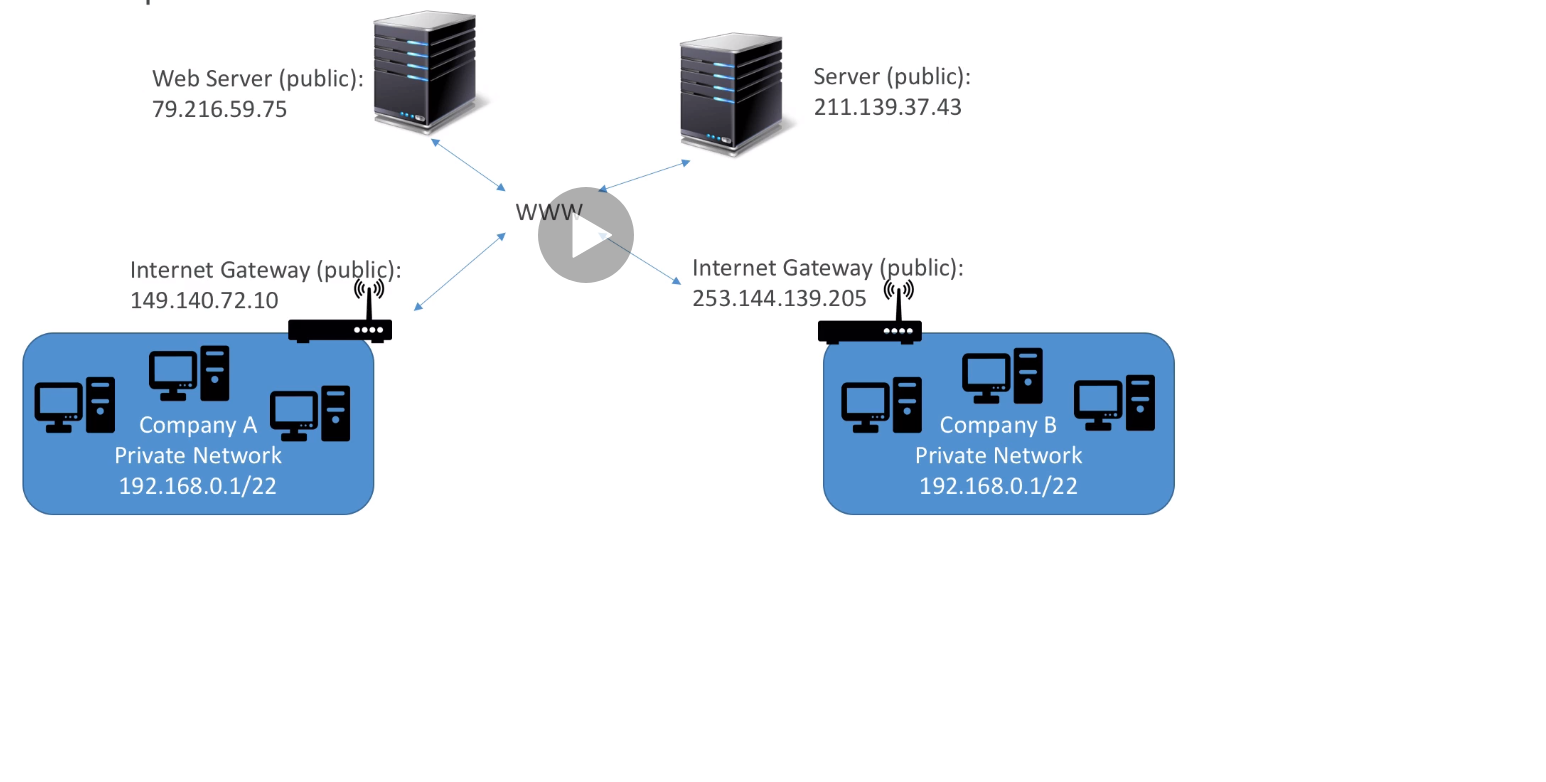 Web Server (public):
79.216.59.75
Server (public):
211.139.37.43
WWW
Internet Gateway (public):
149.140.72.10
Internet Gateway (public):
253.144.139.205
Company A
Private Network
192.168.0.1/22
Company B
Private Network
192.168.0.1/22